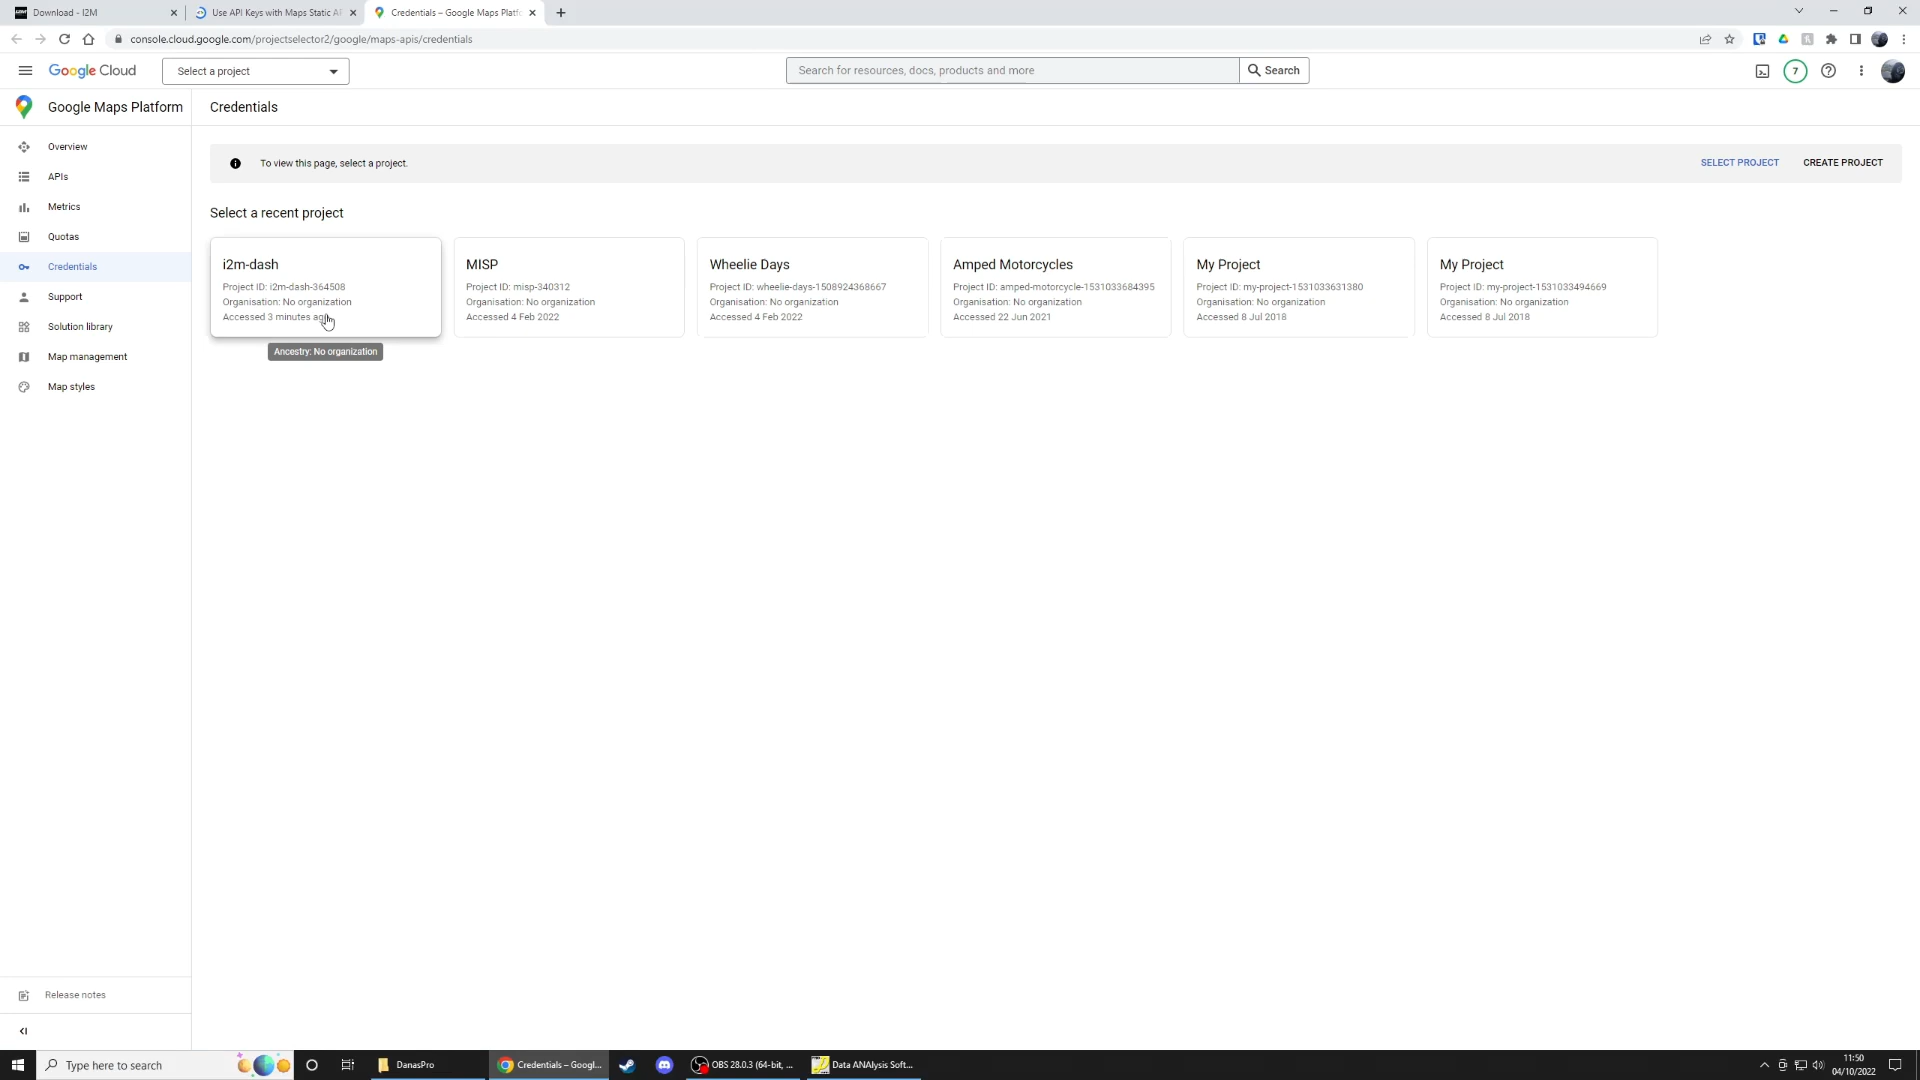 Download - I2M
Use API Keys with Maps Static AP
Credentials – Google Maps Platfo
console.cloud.google.com/projectselector2/google/maps-apis/credentials
Google Cloud
Select a project
Search for resources, docs, products and more
Search
7
Google Maps Platform
Credentials
Overview
APIs
Metrics
Quotas
Credentials
Support
Solution library
Map management
Map styles
To view this page, select a project.
SELECT PROJECT
CREATE PROJECT
Select a recent project
i2m-dash
Project ID: i2m-dash-364508
Organisation: No organization
Accessed 3 minutes
Ancestry: No organization
MISP
Project ID: misp-340312
Organisation: No organization
Accessed 4 Feb 2022
Wheelie Days
Project ID: wheelie-days-1508924368667
Organisation: No organization
Accessed 4 Feb 2022
Amped Motorcycles
Project ID: amped-motorcycle-1531033684395
Organisation: No organization
Accessed 22 Jun 2021
My Project
Project ID: my-project-1531033631380
Organisation: No organization
Accessed 8 Jul 2018
My Project
Project ID: my-project-1531033494669
Organisation: No organization
Accessed 8 Jul 2018
Release notes
Type here to search
DanasPro
Credentials – Googl...
OBS 28.0.3 (64-bit, ...
Data ANAlysis Soft...
11:50
04/10/2022